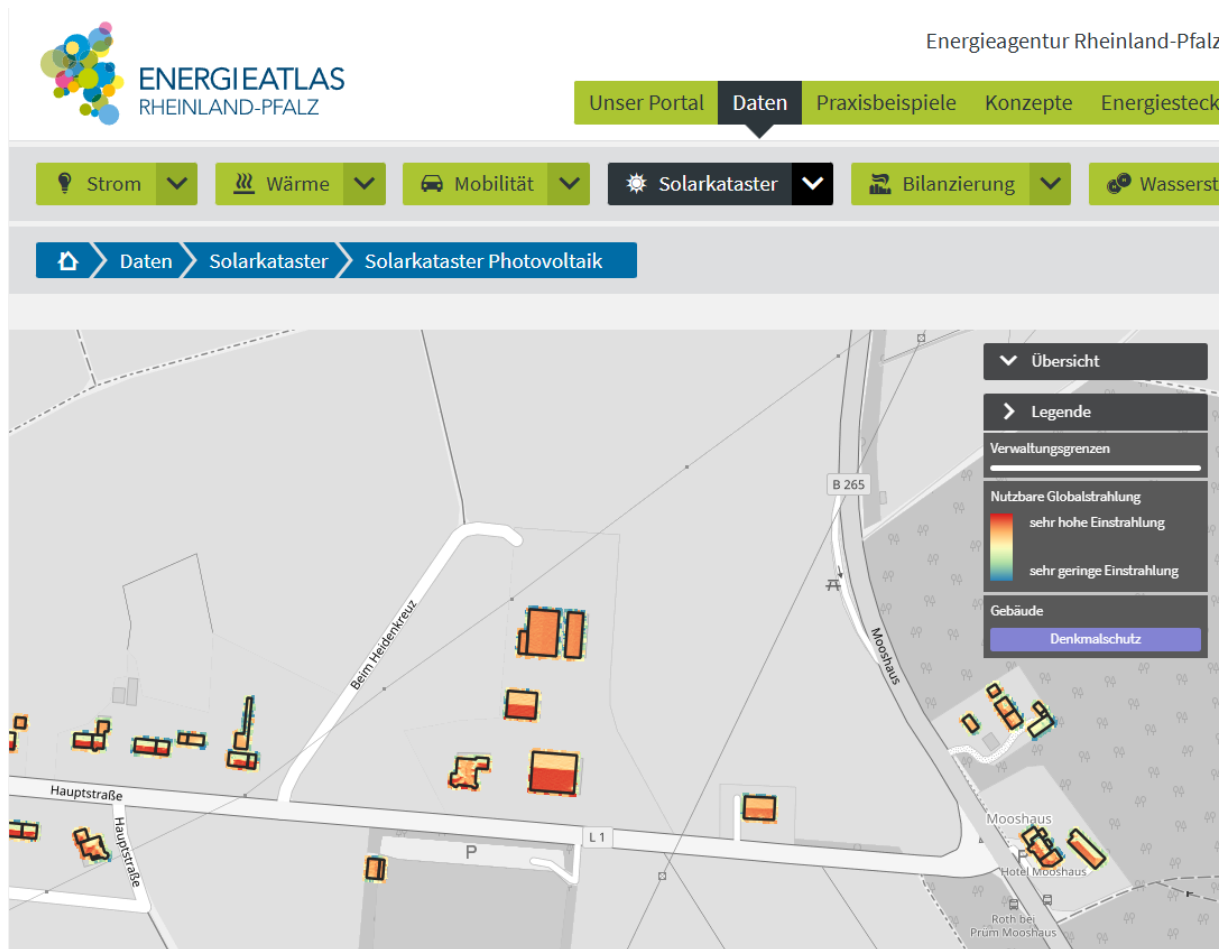 Energieagentur Rheinland-Pfalz
ENERGIEATLAS
RHEINLAND-PFALZ
Unser Portal Daten Praxisbeispiele Konzepte Energiesteck
Strom Wärme Mobilität Solarkataster Bilanzierung Wasserst
Daten Solarkataster Solarkataster Photovoltaik
Übersicht
Legende
Verwaltungsgrenzen
Nutzbare Globalstrahlung
sehr hohe Einstrahlung
sehr geringe Einstrahlung
Gebäude
Denkmalschutz
B 265
Beim Heidenkreuz
Mooshaus
Hauptstraße
Hauptstraße
L 1
P
Mooshaus
P
Hotel Mooshaus
Roth bei
Prüm Mooshaus